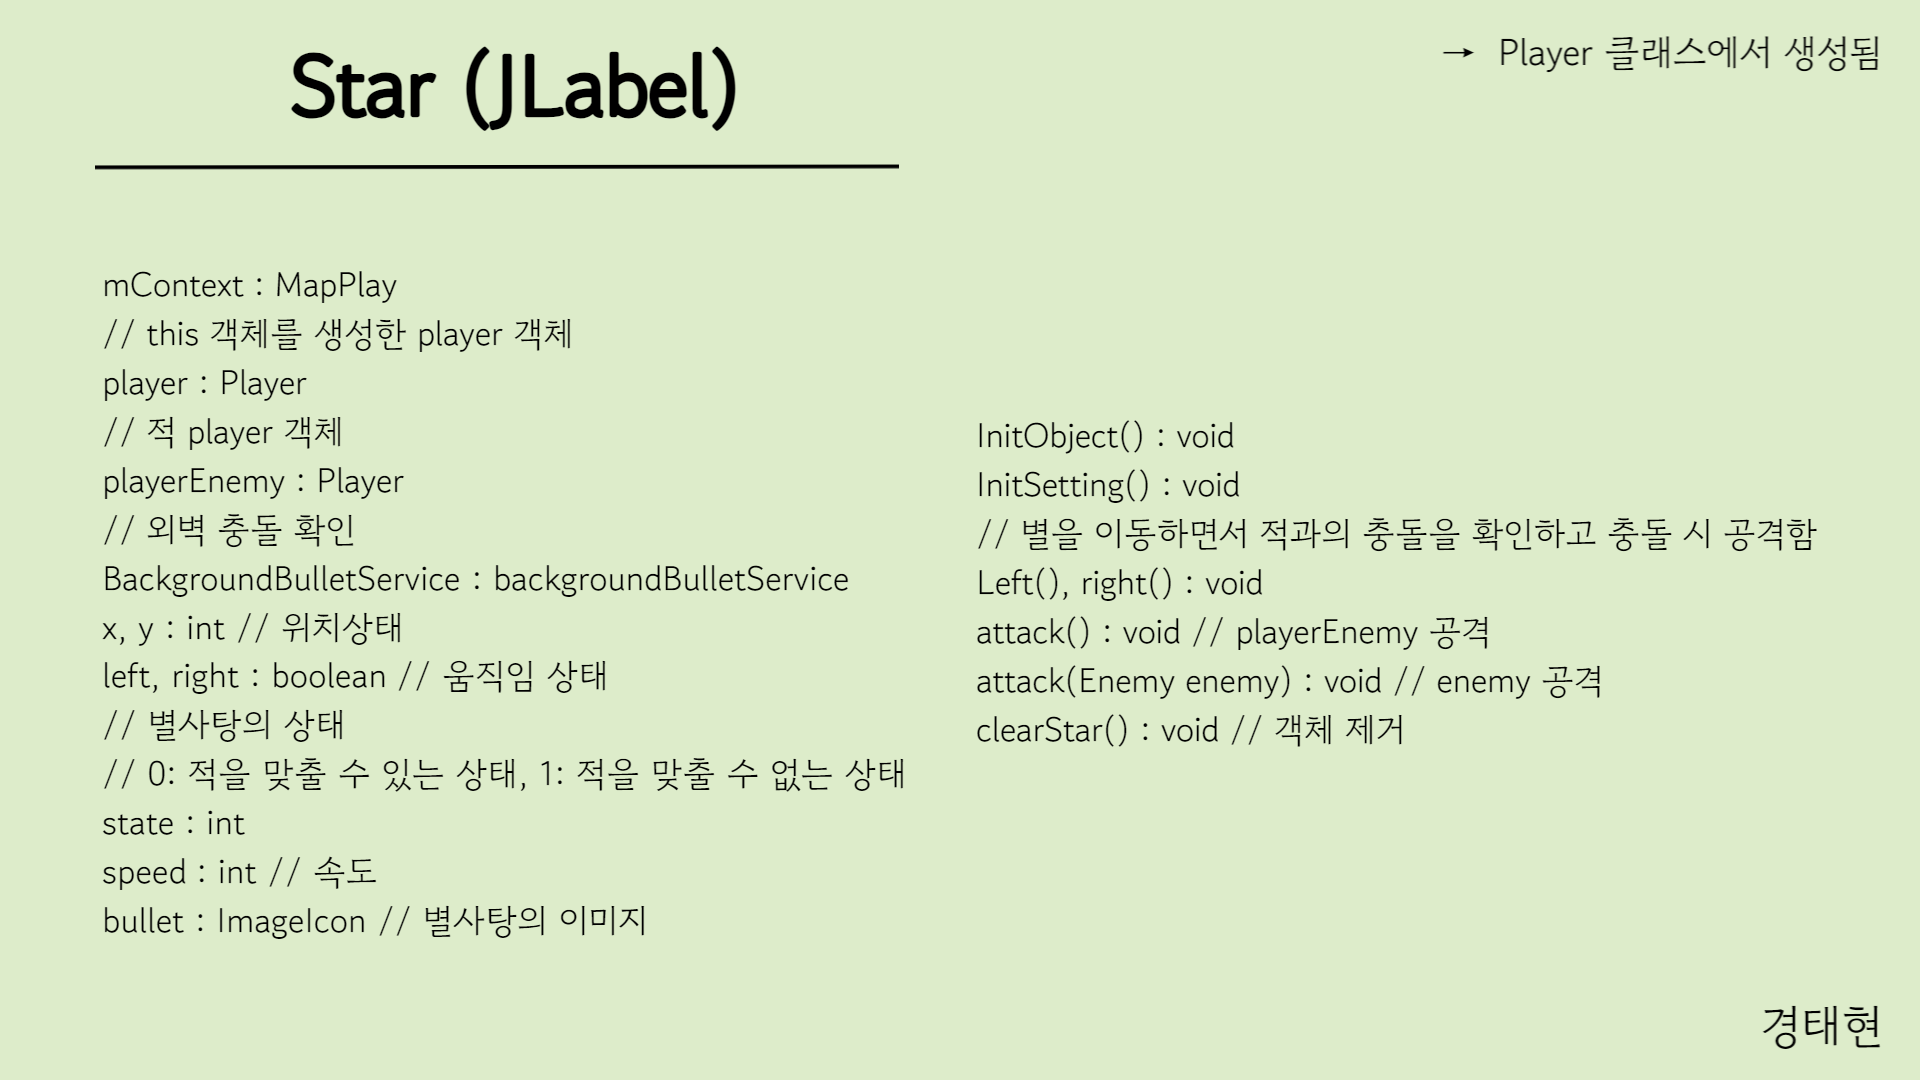 Star (JLabel)
→ Player 클래스에서 생성됨
mContext : MapPlay
// this 객체를 생성한 player 객체
player : Player
// 적 player 객체
playerEnemy : Player
// 외벽 충돌 확인
BackgroundBulletService : backgroundBulletService
x, y : int // 위치상태
left, right : boolean // 움직임 상태
// 별사탕의 상태
// 0: 적을 맞출 수 있는 상태, 1: 적을 맞출 수 없는 상태
state : int
speed : int // 속도
bullet : ImageIcon // 별사탕의 이미지
InitObject() : void
InitSetting() : void
// 별을 이동하면서 적과의 충돌을 확인하고 충돌 시 공격함
Left(), right() : void
attack() : void // playerEnemy 공격
attack(Enemy enemy) : void // enemy 공격
clearStar() : void // 객체 제거
경태현